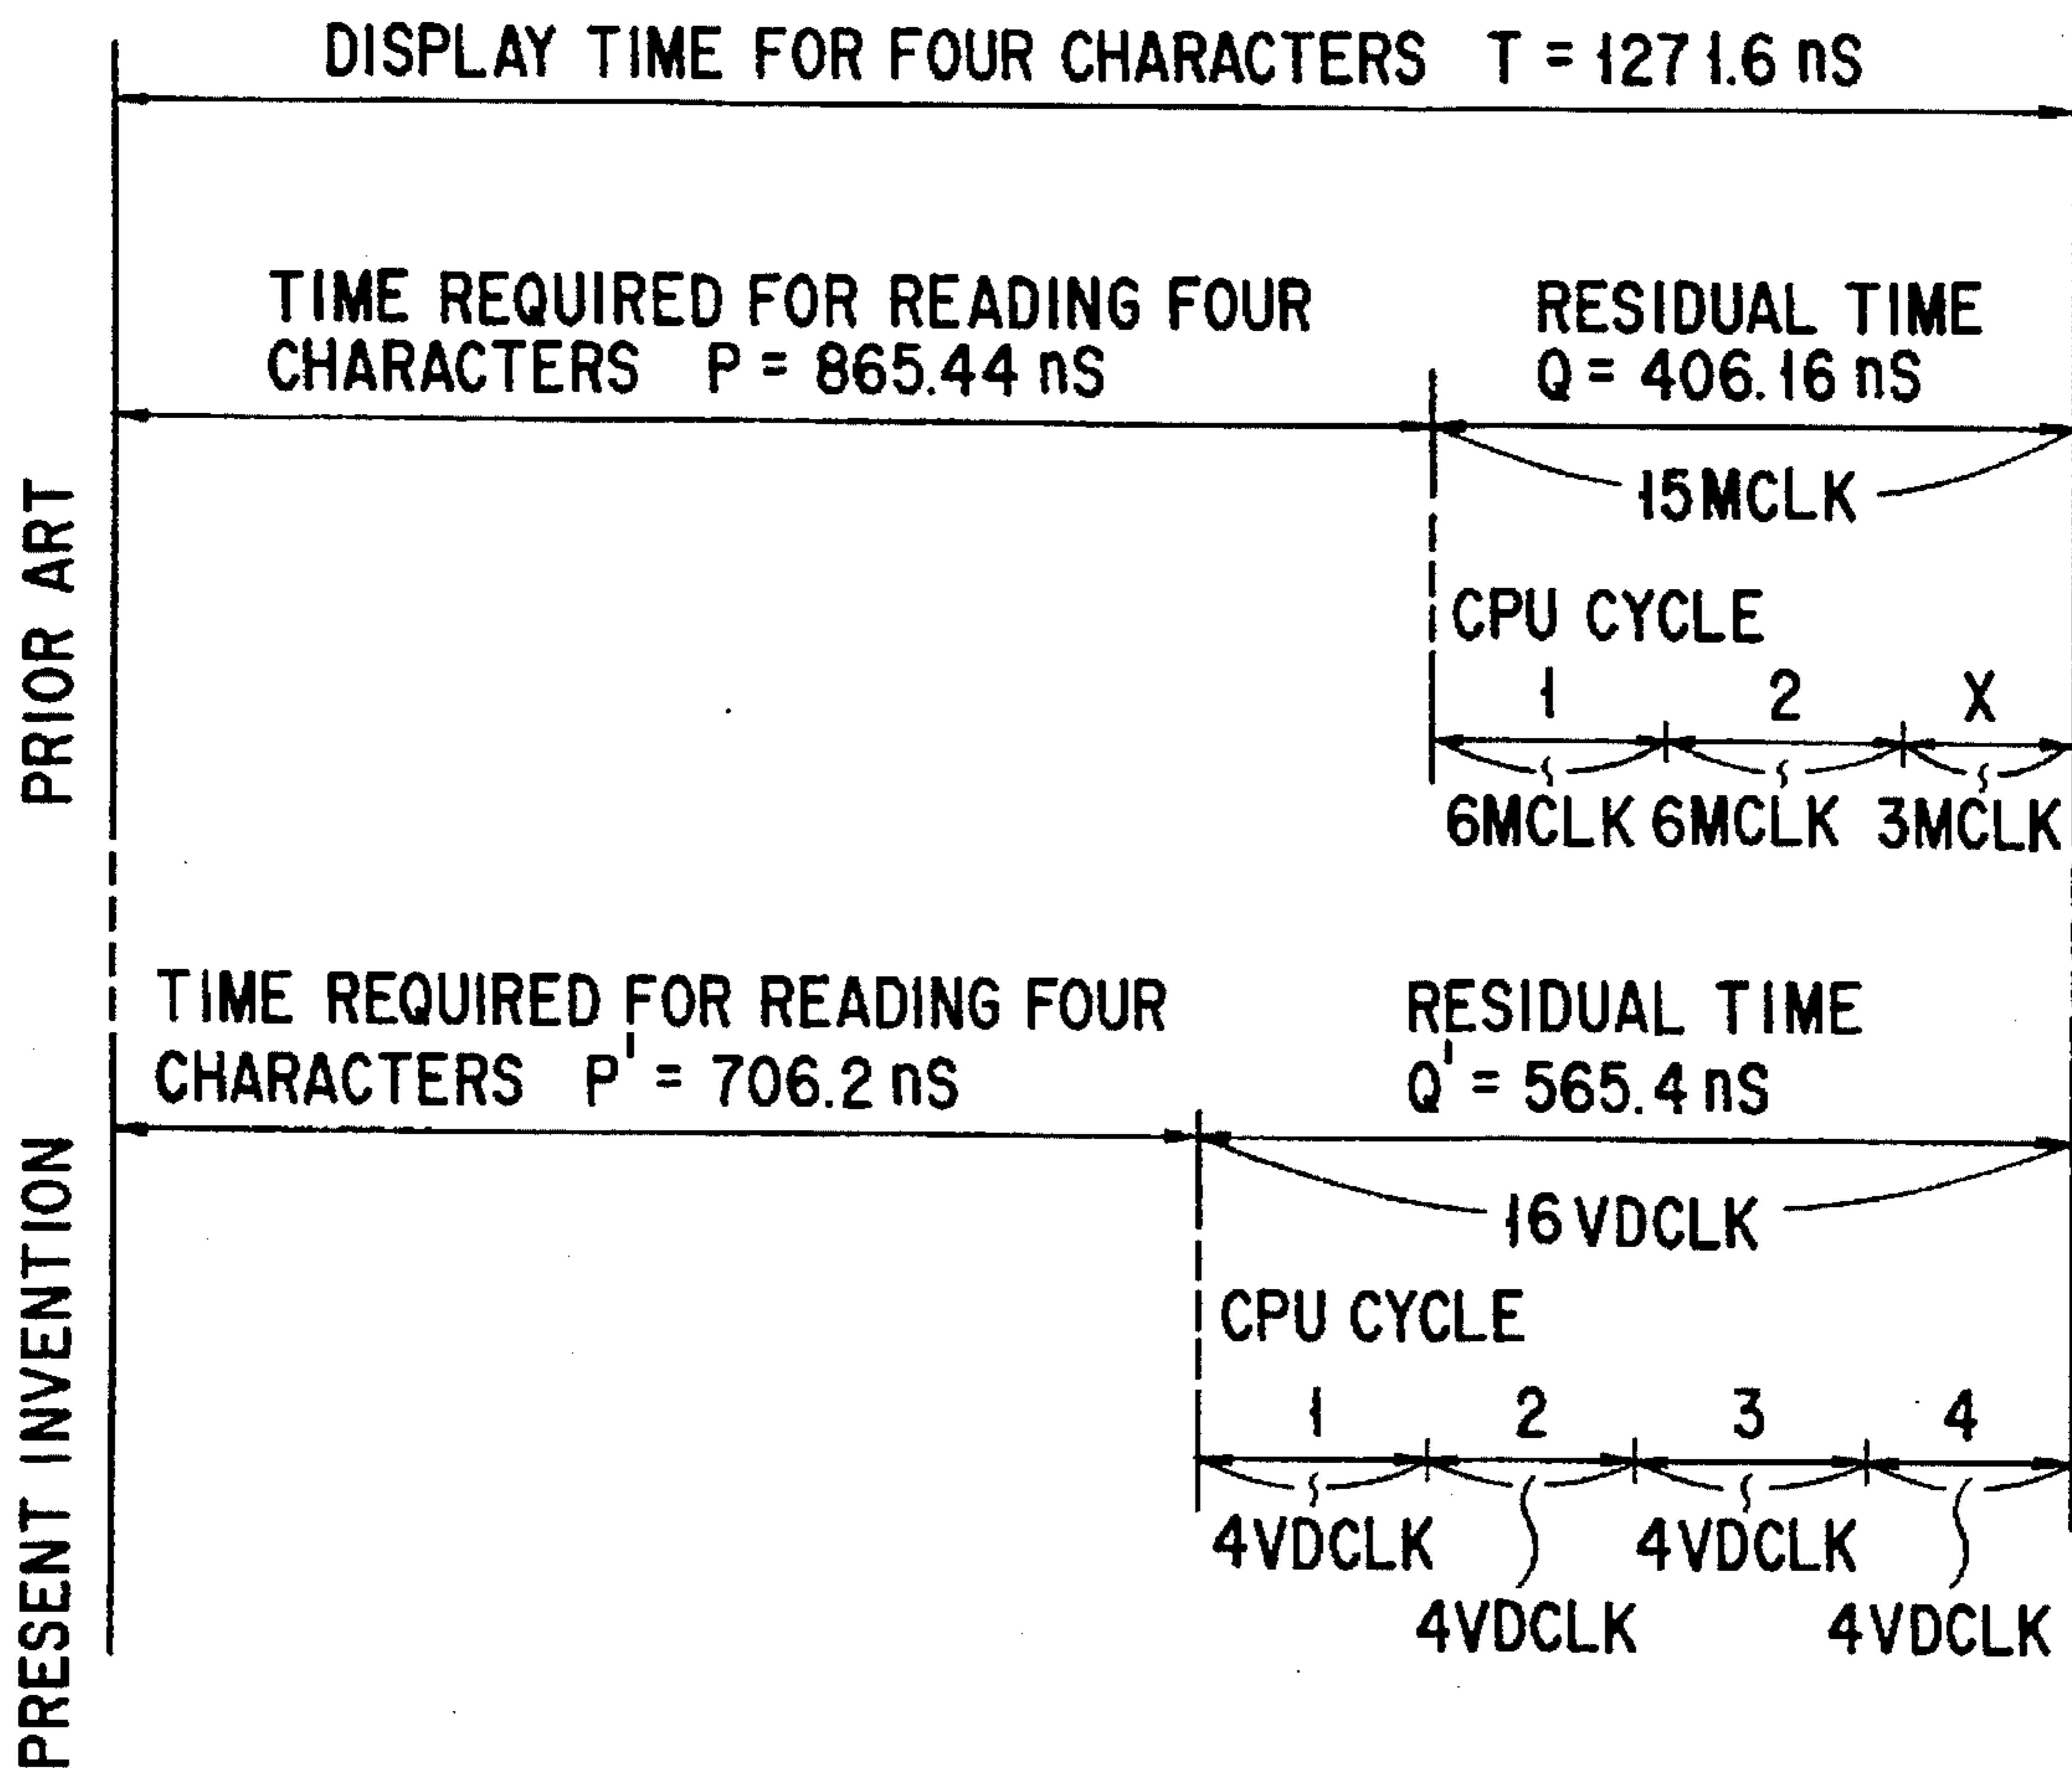 DISPLAY TIME FOR FOUR CHARACTERS T = 1271.6 nS
PRIOR ART
TIME REQUIRED FOR READING FOUR
CHARACTERS P = 865.44 nS
RESIDUAL TIME
Q = 406.16 nS
15MCLK
CPU CYCLE
1 2 X
6MCLK 6MCLK 3MCLK
PRESENT INVENTION
TIME REQUIRED FOR READING FOUR
CHARACTERS P' = 706.2 nS
RESIDUAL TIME
Q' = 565.4 nS
16VDCLK
CPU CYCLE
1 2 3 4
4VDCLK 4VDCLK
4VDCLK 4VDCLK